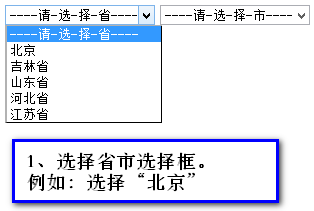 ----请-选-择-省---- ----请-选-择-市----
----请-选-择-省----
北京
吉林省
山东省
河北省
江苏省
1、选择省市选择框。
例如: 选择“北京”